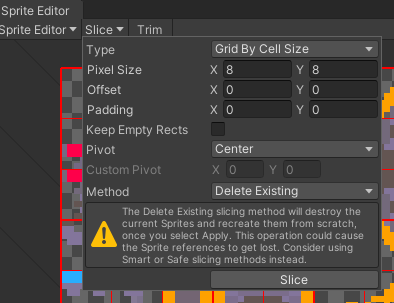 Sprite Editor
Sprite Editor Slice Trim
Type Grid By Cell Size
Pixel Size X 8 Y 8
Offset X 0 Y 0
Padding X 0 Y 0
Keep Empty Rects
Pivot Center
Custom Pivot X 0 Y 0
Method Delete Existing
The Delete Existing slicing method will destroy the
current Sprites and recreate them from scratch,
once you select Apply. This operation could cause
the Sprite references to get lost. Consider using
Smart or Safe slicing methods instead.
Slice